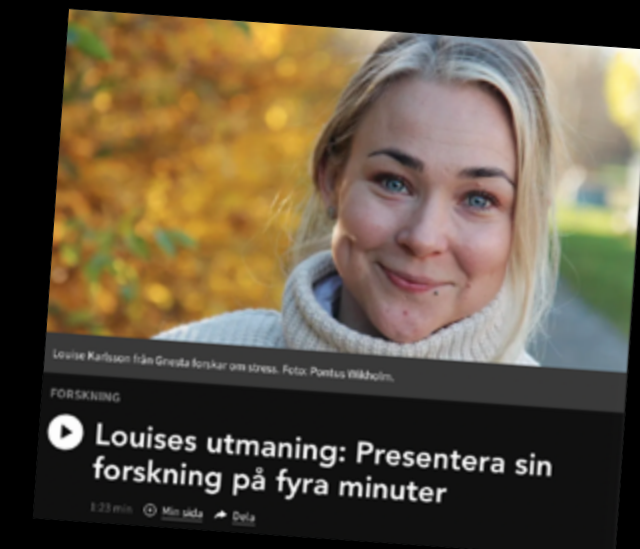 Louise Karlsson från Gnesta forskar om stress. Foto: Pontus Wikholm.
FORSKNING
Louises utmaning: Presentera sin
forskning på fyra minuter
1:23 min Min sida Dela